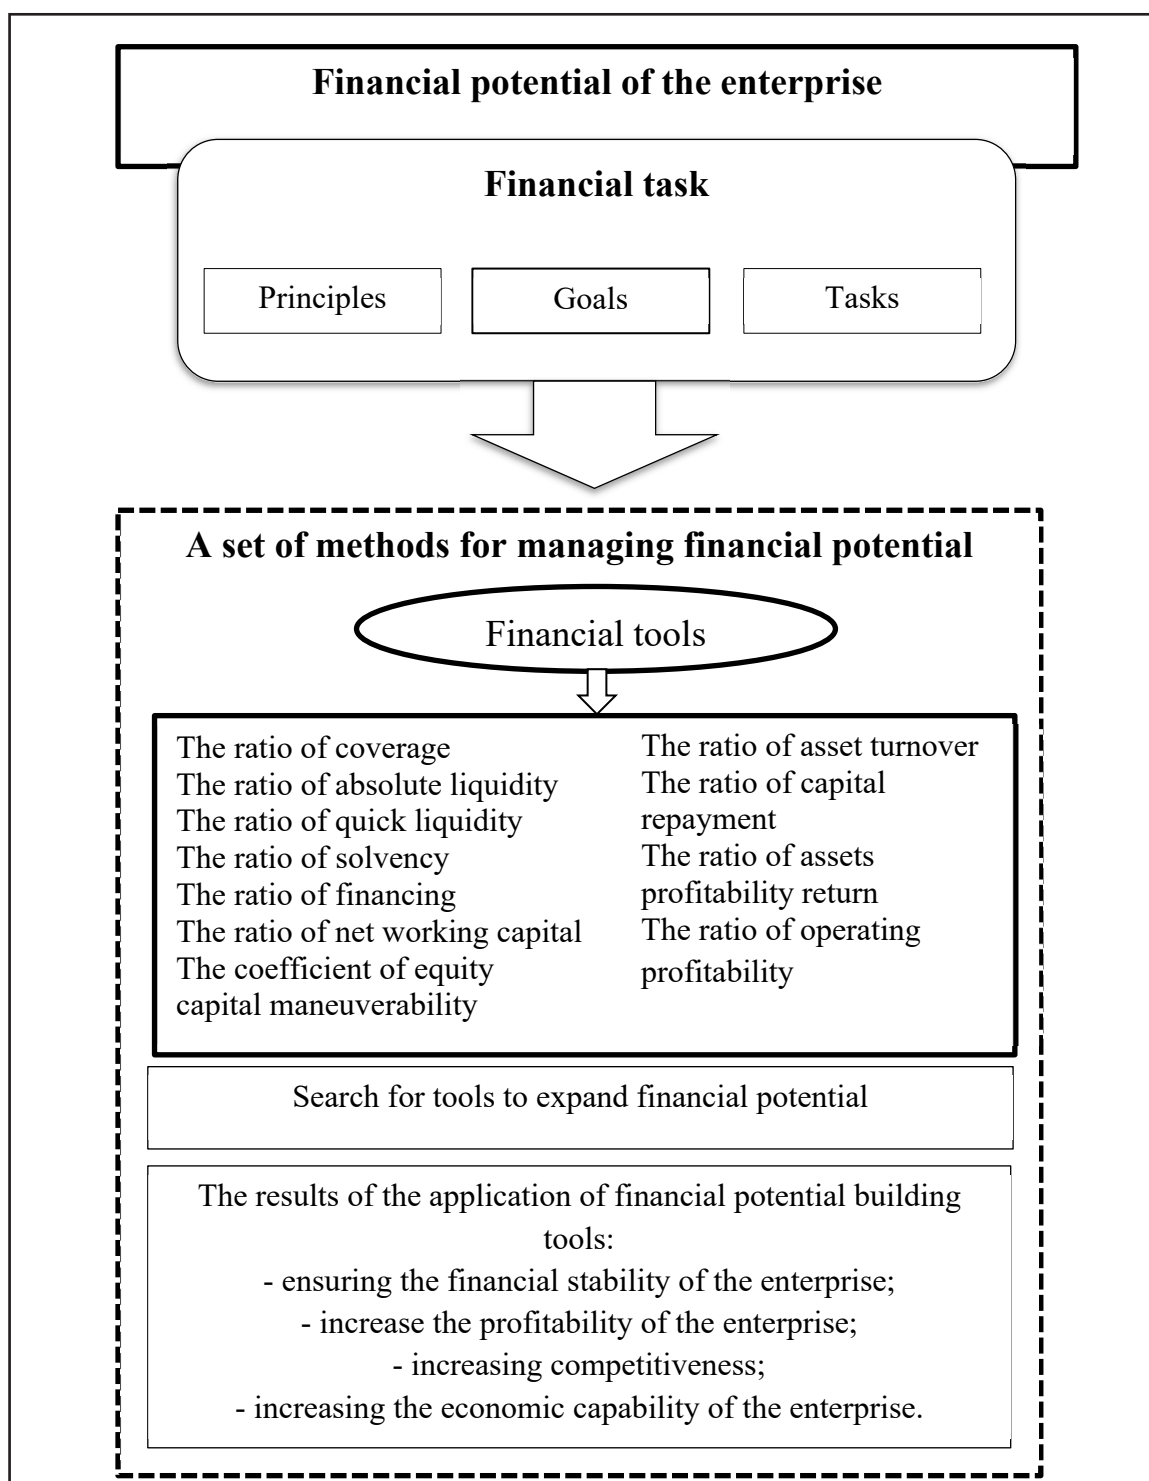 Financial potential of the enterprise
Financial task
Principles
Goals
Tasks
A set of methods for managing financial potential
Financial tools
The ratio of coverage
The ratio of absolute liquidity
The ratio of quick liquidity
The ratio of solvency
The ratio of financing
The ratio of net working capital
The coefficient of equity
capital maneuverability
The ratio of asset turnover
The ratio of capital
repayment
The ratio of assets
profitability return
The ratio of operating
profitability
Search for tools to expand financial potential
The results of the application of financial potential building
tools:
- ensuring the financial stability of the enterprise;
- increase the profitability of the enterprise;
- increasing competitiveness;
- increasing the economic capability of the enterprise.